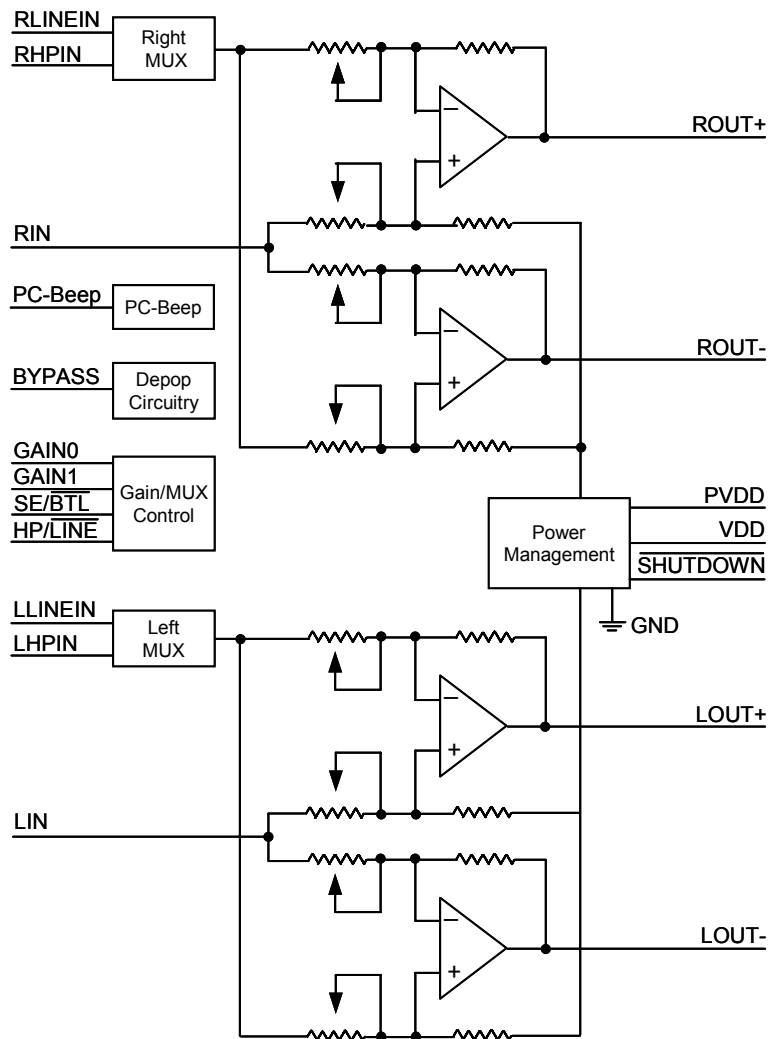 RLINEIN
RHPIN
Right
MUX
ROUT+
RIN
PC-Beep
PC-Beep
ROUT-
BYPASS
Depop
Circuitry
GAIN0
GAIN1
SE/BTL
HP/LINE
Gain/MUX
Control
Power
Management
PVDD
VDD
SHUTDOWN
GND
LLINEIN
LHPIN
Left
MUX
LOUT+
LIN
LOUT-